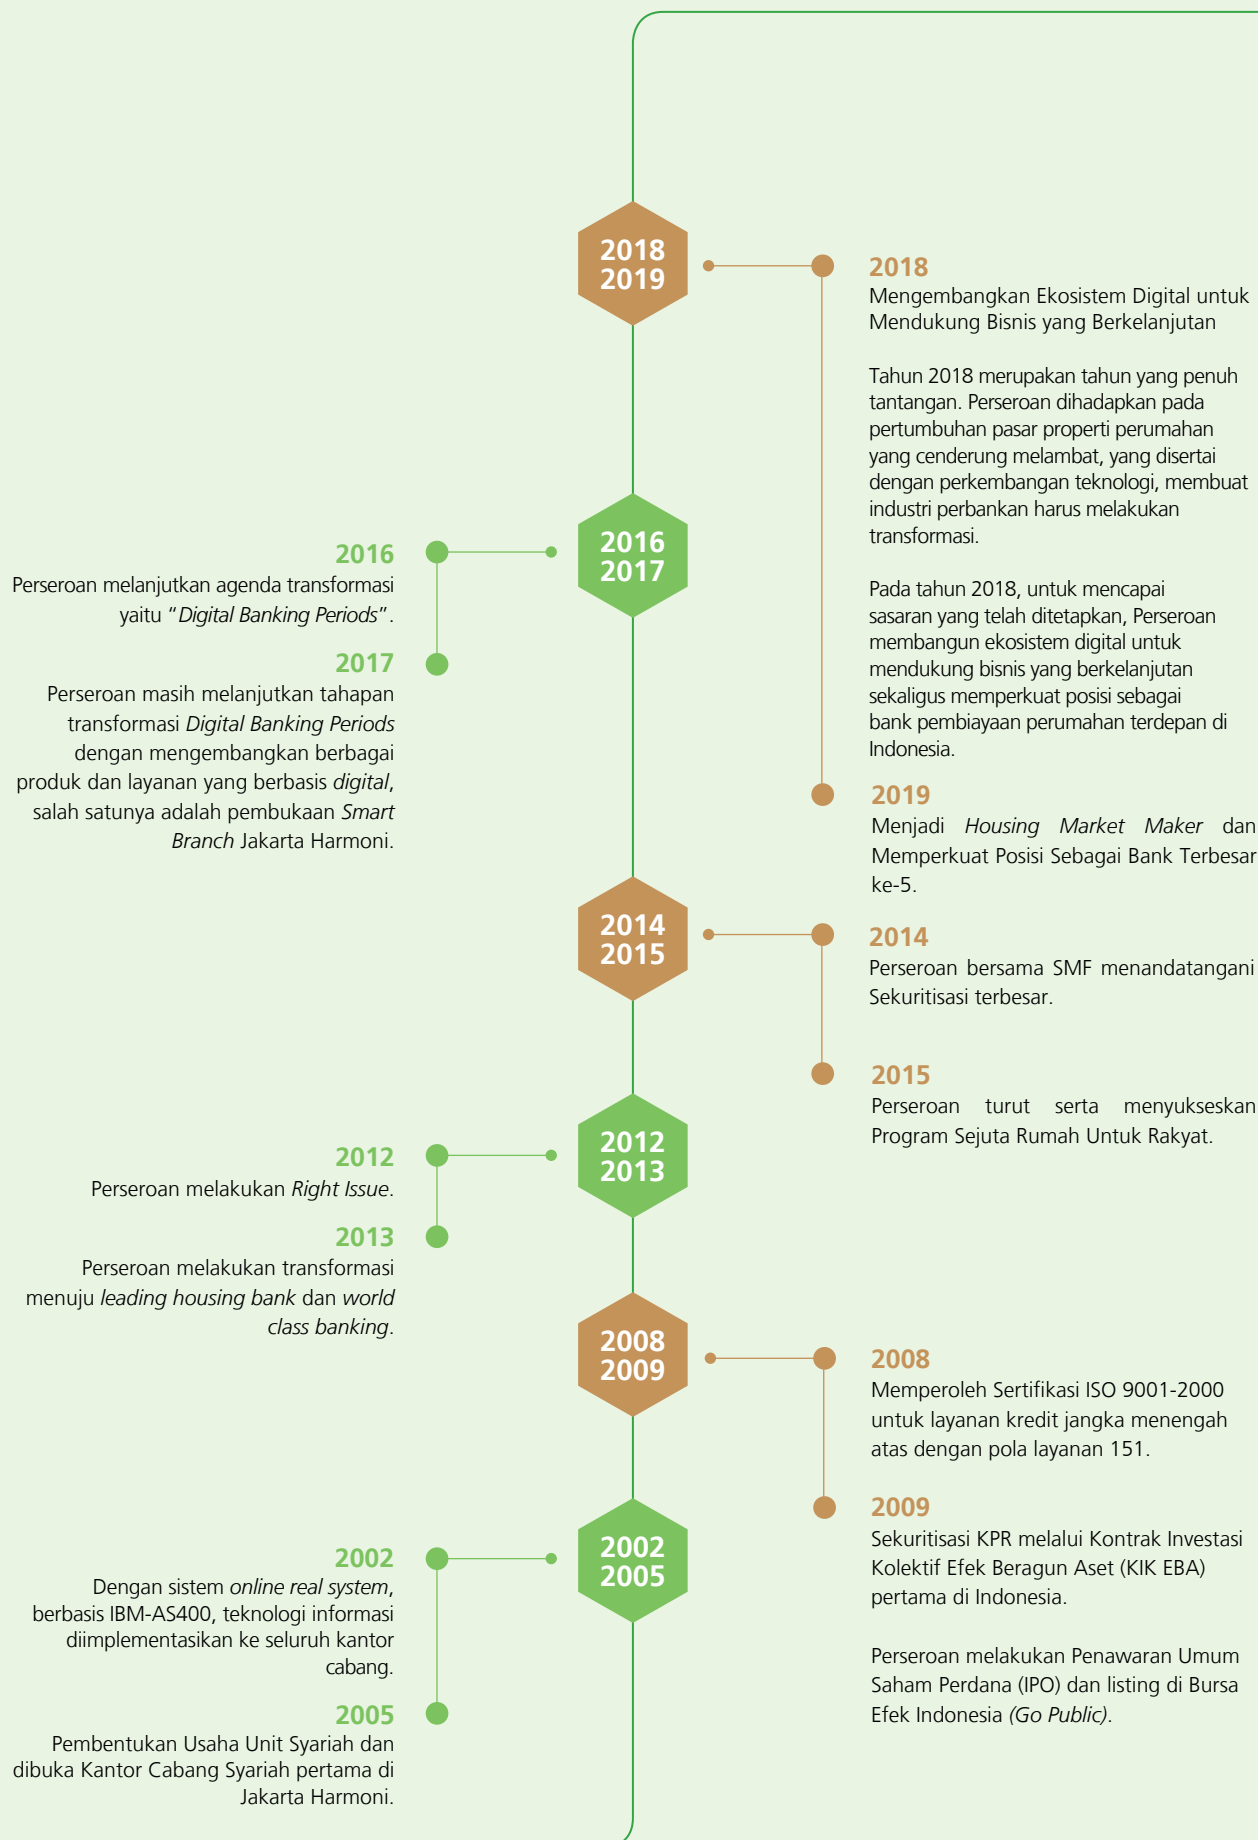 2018
2019
2018
Mengembangkan Ekosistem Digital untuk
Mendukung Bisnis yang Berkelanjutan
Tahun 2018 merupakan tahun yang penuh
tantangan. Perseroan dihadapkan pada
pertumbuhan pasar properti perumahan
yang cenderung melambat, yang disertai
dengan perkembangan teknologi, membuat
industri perbankan harus melakukan
transformasi.
Pada tahun 2018, untuk mencapai
sasaran yang telah ditetapkan, Perseroan
membangun ekosistem digital untuk
mendukung bisnis yang berkelanjutan
sekaligus memperkuat posisi sebagai
bank pembiayaan perumahan terdepan di
Indonesia.
2019
Menjadi Housing Market Maker dan
Memperkuat Posisi Sebagai Bank Terbesar
ke-5.
2016
2017
2016
Perseroan melanjutkan agenda transformasi
yaitu “Digital Banking Periods”.
2017
Perseroan masih melanjutkan tahapan
transformasi Digital Banking Periods
dengan mengembangkan berbagai
produk dan layanan yang berbasis digital,
salah satunya adalah pembukaan Smart
Branch Jakarta Harmoni.
2014
2015
2014
Perseroan bersama SMF menandatangani
Sekuritisasi terbesar.
2015
Perseroan turut serta menyukseskan
Program Sejuta Rumah Untuk Rakyat.
2012
2013
2012
Perseroan melakukan Right Issue.
2013
Perseroan melakukan transformasi
menuju leading housing bank dan world
class banking.
2008
2009
2008
Memperoleh Sertifikasi ISO 9001-2000
untuk layanan kredit jangka menengah
atas dengan pola layanan 151.
2009
Sekuritisasi KPR melalui Kontrak Investasi
Kolektif Efek Beragun Aset (KIK EBA)
pertama di Indonesia.
Perseroan melakukan Penawaran Umum
Saham Perdana (IPO) dan listing di Bursa
Efek Indonesia (Go Public).
2002
2005
2002
Dengan sistem online real system,
berbasis IBM-AS400, teknologi informasi
diimplementasikan ke seluruh kantor
cabang.
2005
Pembentukan Usaha Unit Syariah dan
dibuka Kantor Cabang Syariah pertama di
Jakarta Harmoni.